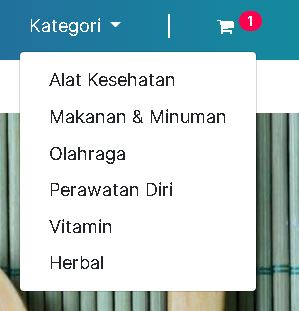 Kategori
1
Alat Kesehatan
Makanan & Minuman
Olahraga
Perawatan Diri
Vitamin
Herbal